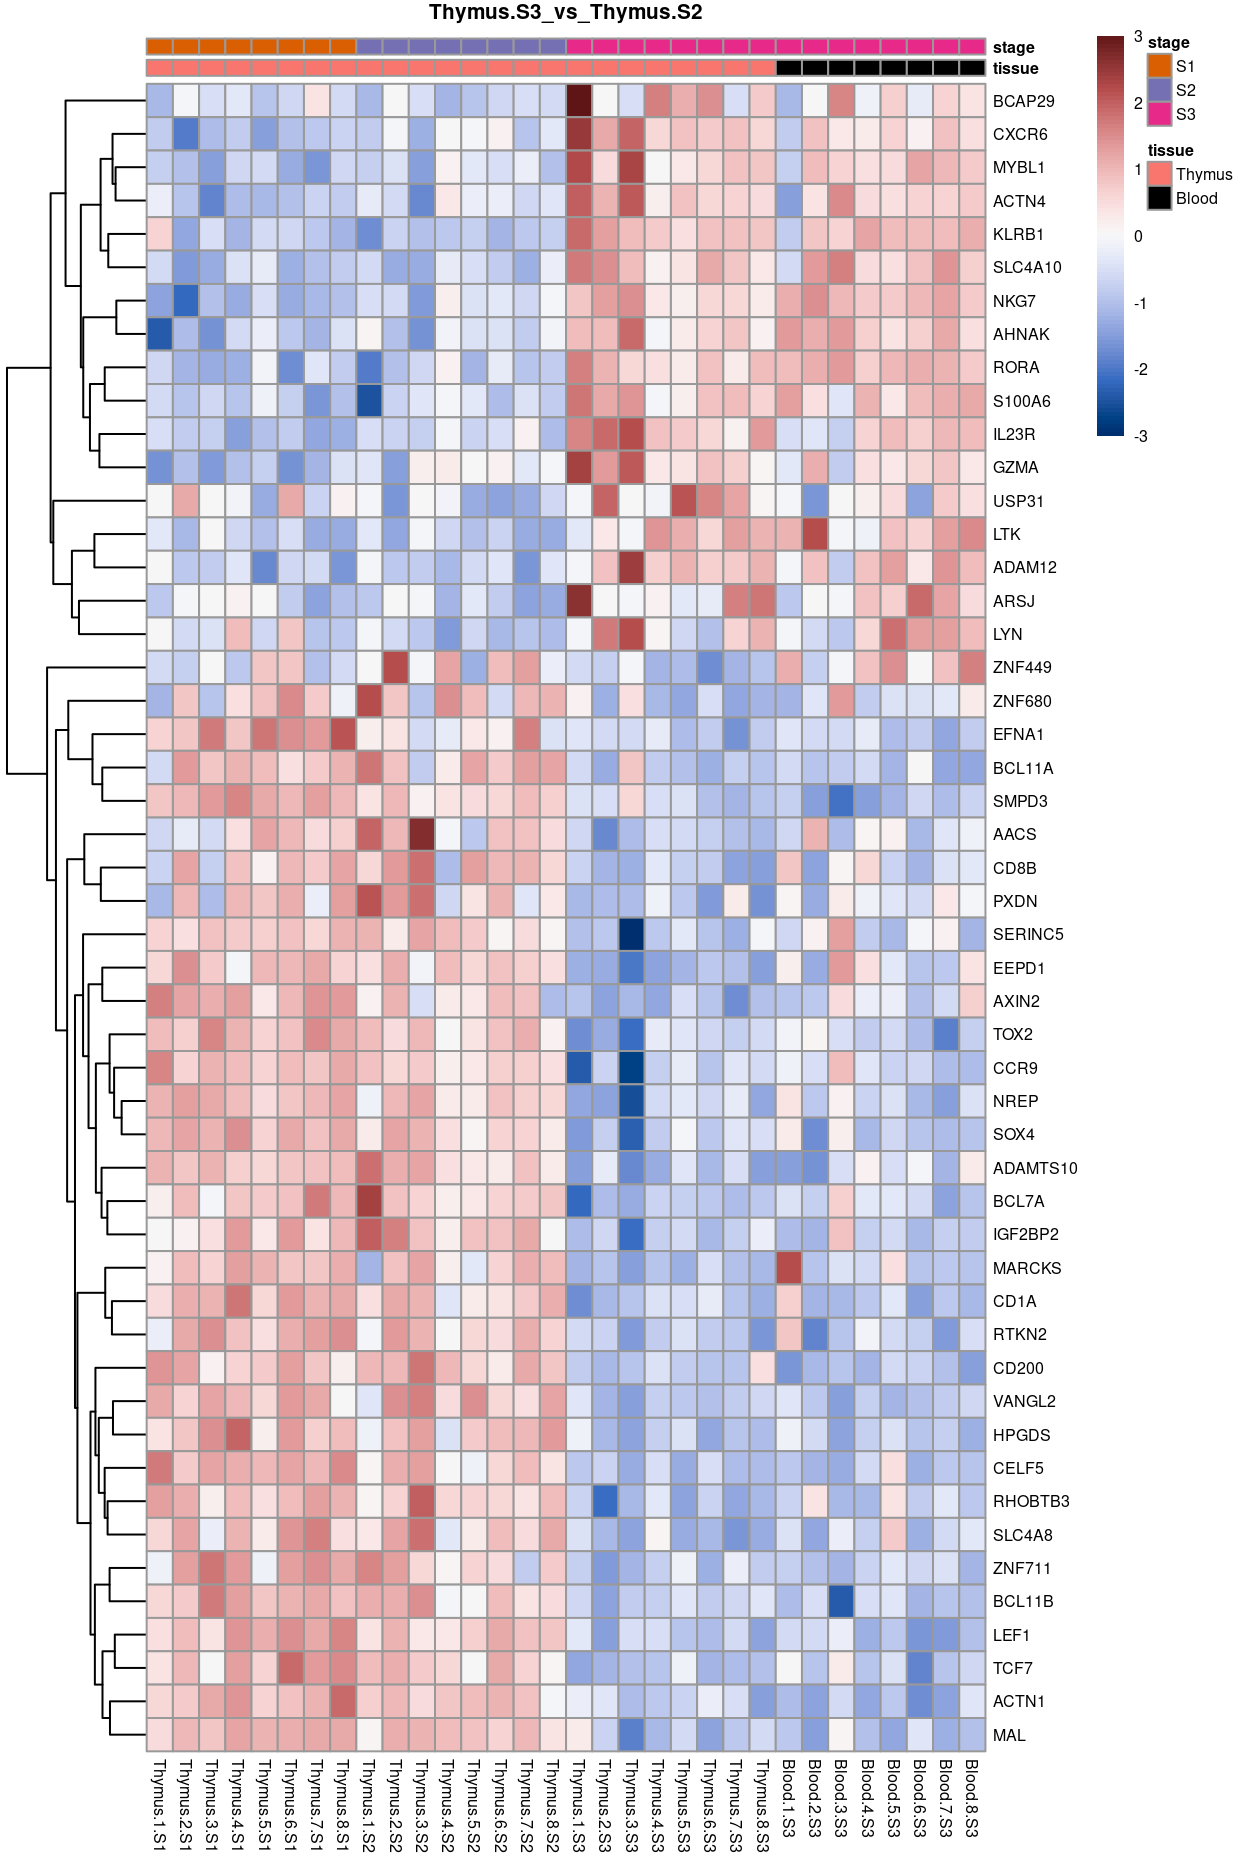 Thymus.S3_vs_Thymus.S2
stage
tissue
BCAP29
CXCR6
MYBL1
ACTN4
KLRB1
SLC4A10
NKG7
AHNAK
RORA
S100A6
IL23R
GZMA
USP31
LTK
ADAM12
ARSJ
LYN
ZNF449
ZNF680
EFNA1
BCL11A
SMPD3
AACS
CD8B
PXDN
SERINC5
EEPD1
AXIN2
TOX2
CCR9
NREP
SOX4
ADAMTS10
BCL7A
IGF2BP2
MARCKS
CD1A
RTKN2
CD200
VANGL2
HPGDS
CELF5
RHOBTB3
SLC4A8
ZNF711
BCL11B
LEF1
TCF7
ACTN1
MAL
Thymus.1.S1
Thymus.2.S1
Thymus.3.S1
Thymus.4.S1
Thymus.5.S1
Thymus.6.S1
Thymus.7.S1
Thymus.8.S1
Thymus.1.S2
Thymus.2.S2
Thymus.3.S2
Thymus.4.S2
Thymus.5.S2
Thymus.6.S2
Thymus.7.S2
Thymus.8.S2
Thymus.1.S3
Thymus.2.S3
Thymus.3.S3
Thymus.4.S3
Thymus.5.S3
Thymus.6.S3
Thymus.7.S3
Thymus.8.S3
Blood.1.S3
Blood.2.S3
Blood.3.S3
Blood.4.S3
Blood.5.S3
Blood.6.S3
Blood.7.S3
Blood.8.S3
3
2
1
0
-1
-2
-3
stage
S1
S2
S3
tissue
Thymus
Blood